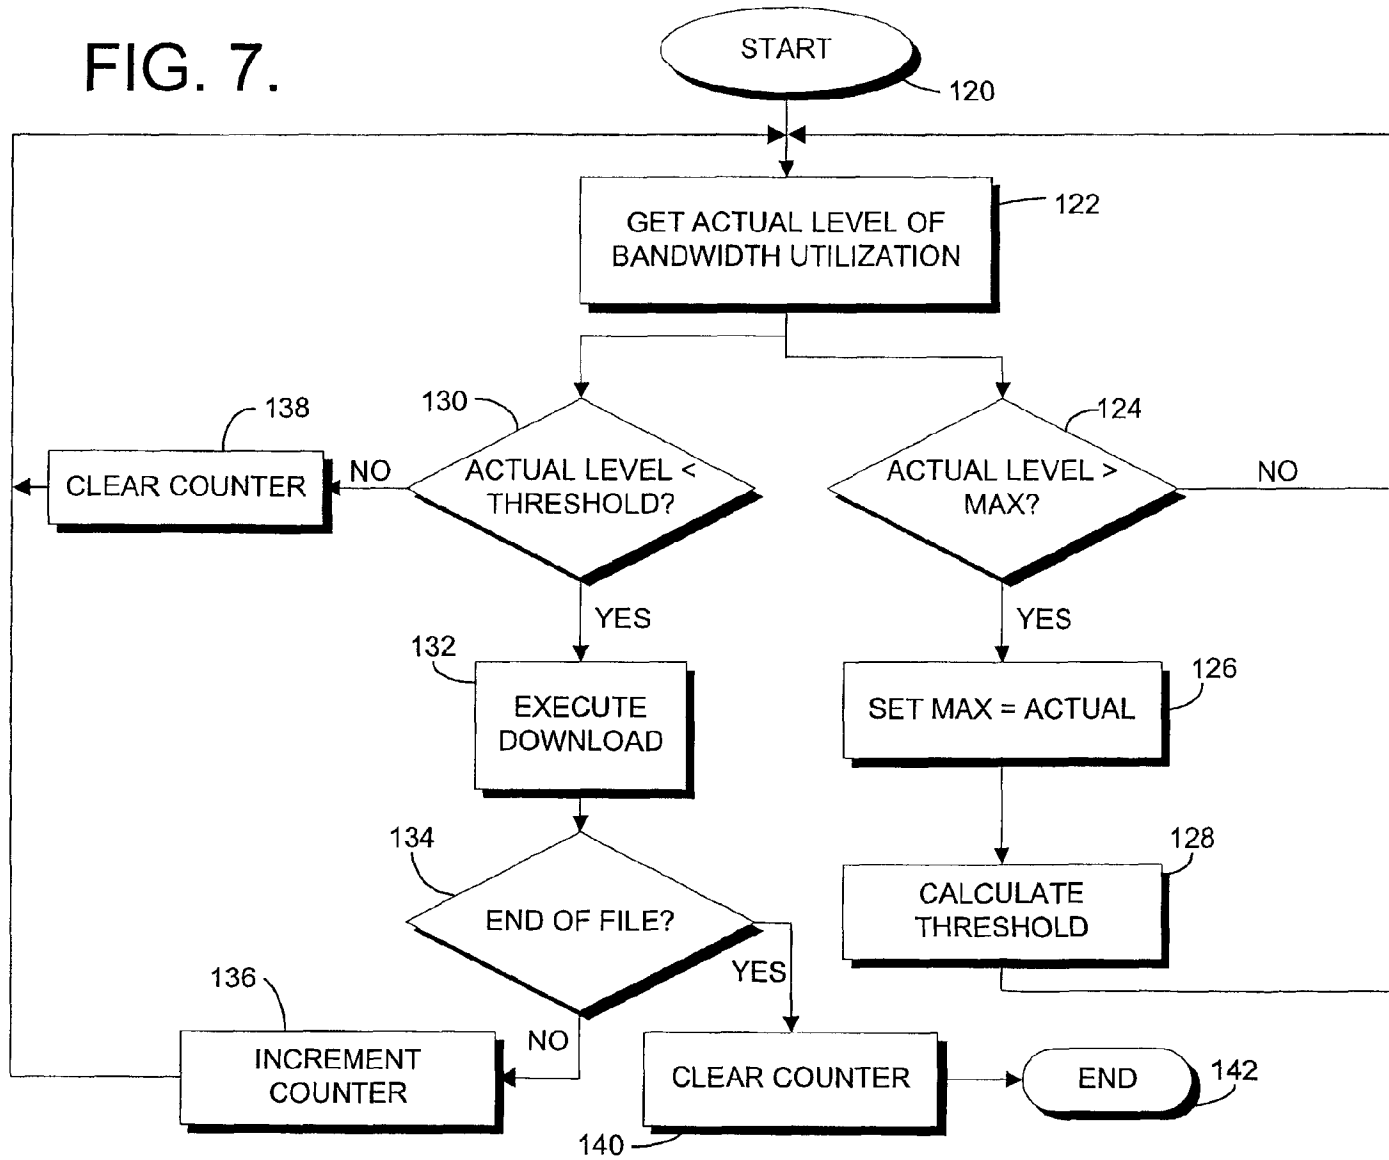 FIG. 7.
START
120
GET ACTUAL LEVEL OF
BANDWIDTH UTILIZATION
122
138
CLEAR COUNTER
NO
130
ACTUAL LEVEL <
THRESHOLD?
124
ACTUAL LEVEL >
MAX?
NO
YES
YES
132
EXECUTE
DOWNLOAD
126
SET MAX = ACTUAL
134
END OF FILE?
128
CALCULATE
THRESHOLD
YES
NO
136
INCREMENT
COUNTER
CLEAR COUNTER
140
END
142